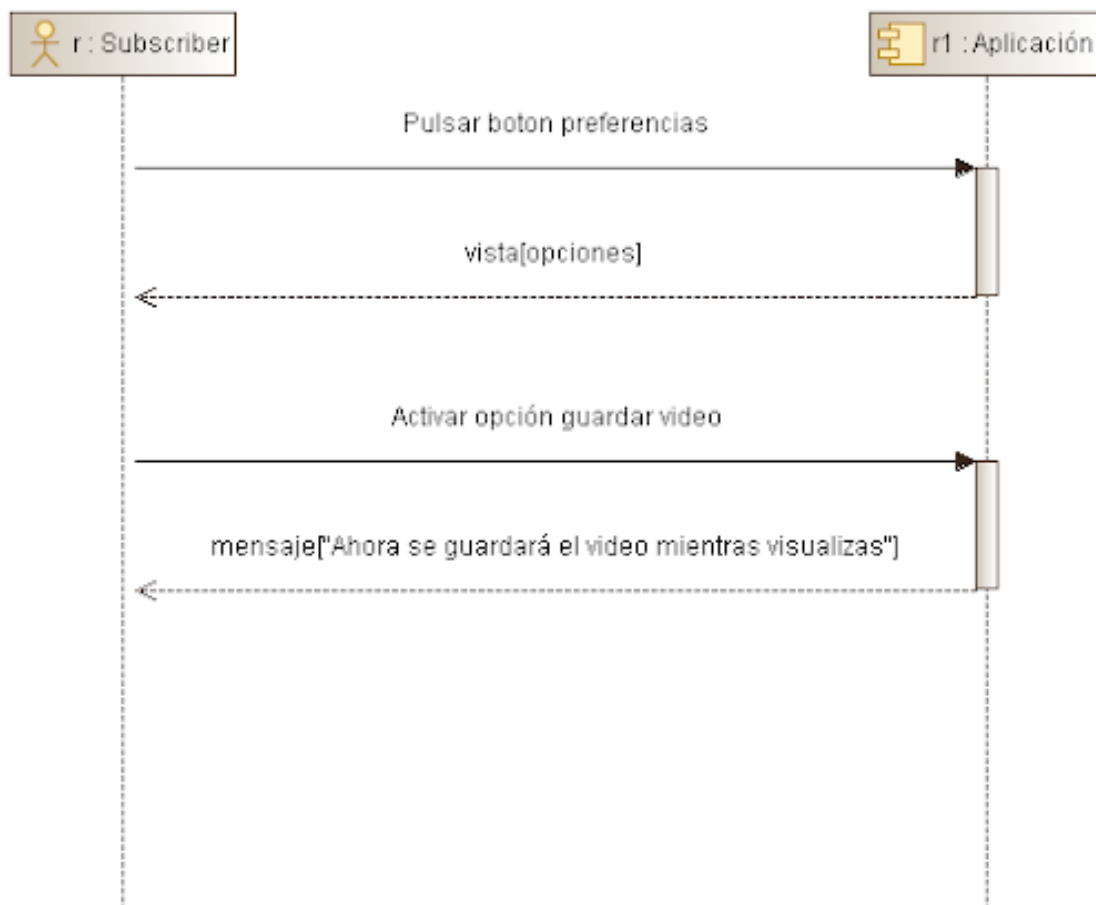 r : Subscriber
r1 : Aplicación
Pulsar boton preferencias
vista[opciones]
Activar opción guardar video
mensaje["Ahora se guardará el video mientras visualizas"]